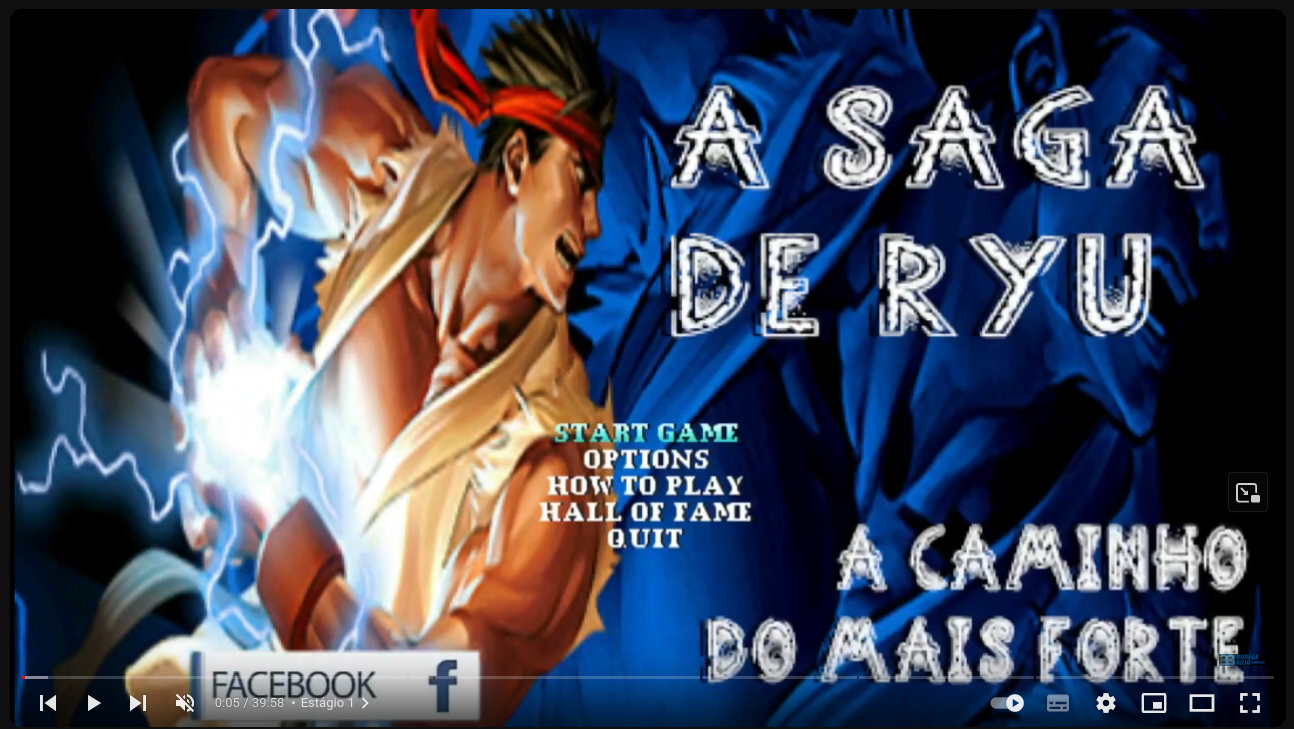 A SAGA
DE RYU
START GAME
OPTIONS
HOW TO PLAY
HALL OF FAME
QUIT
A CAMINHO
DO MAIS FORTE
FACEBOOK f
0:05 / 39:58 • Estágio 1